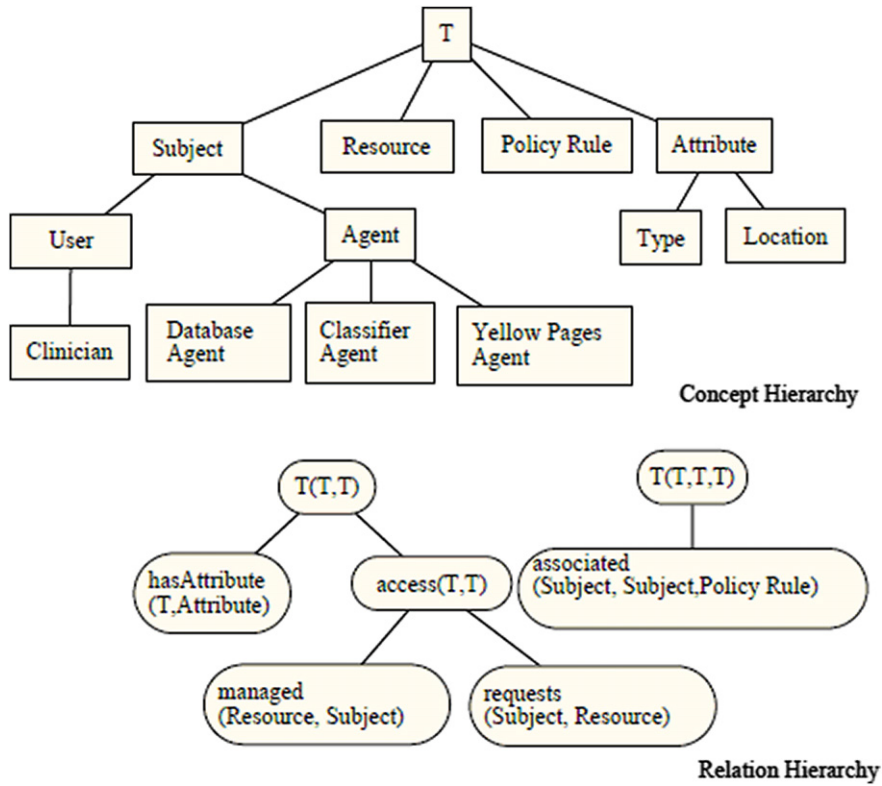 T
Subject
Resource
Policy Rule
Attribute
User
Agent
Type
Location
Clinician
Database
Agent
Classifier
Agent
Yellow Pages
Agent
Concept Hierarchy
T(T,T)
T(T,T,T)
hasAttribute
(T,Attribute)
access(T,T)
associated
(Subject, Subject,Policy Rule)
managed
(Resource, Subject)
requests
(Subject, Resource)
Relation Hierarchy